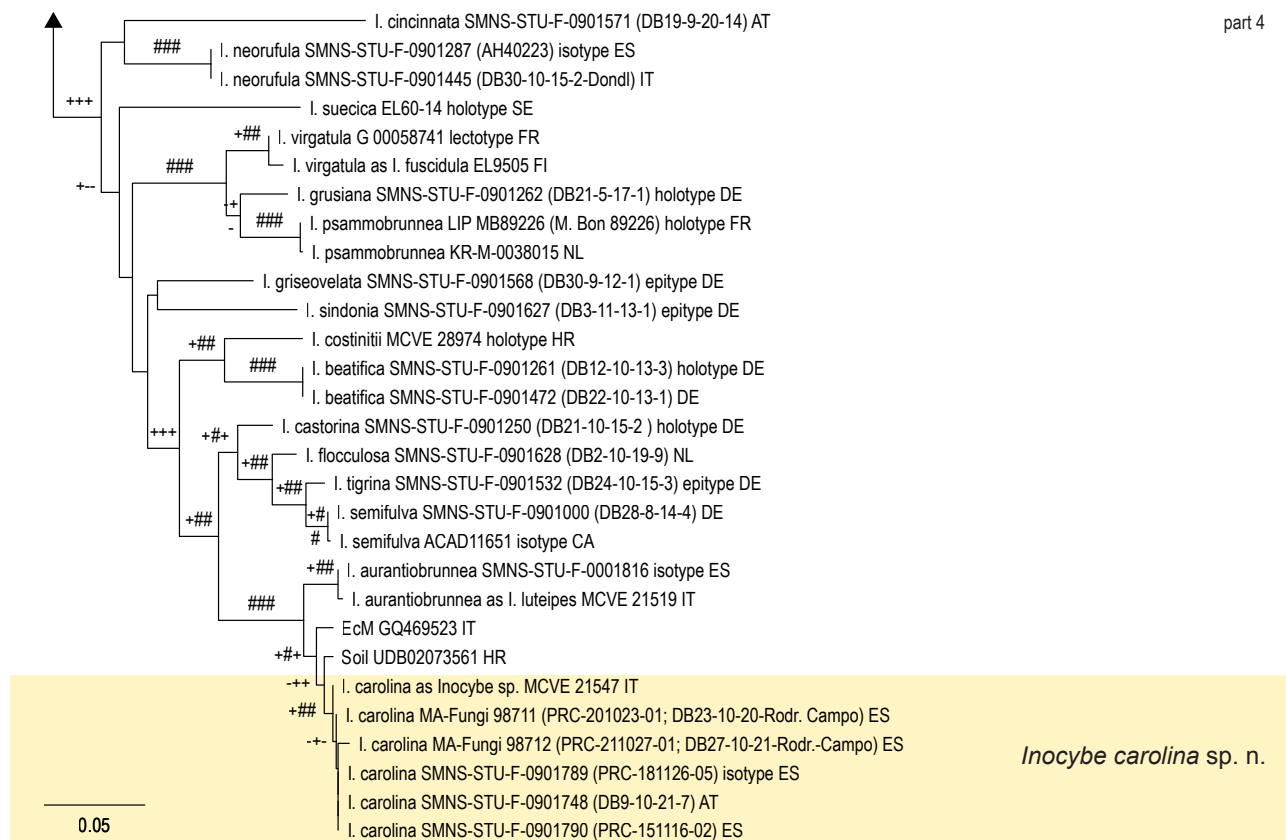 part 4
I. cincinnata SMNS-STU-F-0901571 (DB19-9-20-14) AT
###
I. neorufula SMNS-STU-F-0901287 (AH40223) isotype ES
I. neorufula SMNS-STU-F-0901445 (DB30-10-15-2-Dondl) IT
+++
I. suecica EL60-14 holotype SE
+##
I. virgatula G 00058741 lectotype FR
###
I. virgatula as I. fuscidula EL9505 FI
+--
I. grusiana SMNS-STU-F-0901262 (DB21-5-17-1) holotype DE
-+
-
###
I. psammobrunnea LIP MB89226 (M. Bon 89226) holotype FR
I. psammobrunnea KR-M-0038015 NL
I. griseovelata SMNS-STU-F-0901568 (DB30-9-12-1) epitype DE
I. sindonia SMNS-STU-F-0901627 (DB3-11-13-1) epitype DE
+##
I. costinitii MCVE 28974 holotype HR
###
I. beatifica SMNS-STU-F-0901261 (DB12-10-13-3) holotype DE
I. beatifica SMNS-STU-F-0901472 (DB22-10-13-1) DE
+++
+#+
I. castorina SMNS-STU-F-0901250 (DB21-10-15-2 ) holotype DE
+##
I. flocculosa SMNS-STU-F-0901628 (DB2-10-19-9) NL
+##
I. tigrina SMNS-STU-F-0901532 (DB24-10-15-3) epitype DE
+##
+#
#
I. semifulva SMNS-STU-F-0901000 (DB28-8-14-4) DE
I. semifulva ACAD11651 isotype CA
+##
I. aurantiobrunnea SMNS-STU-F-0001816 isotype ES
###
I. aurantiobrunnea as I. luteipes MCVE 21519 IT
EcM GQ469523 IT
+#+
Soil UDB02073561 HR
-++
I. carolina as Inocybe sp. MCVE 21547 IT
+##
I. carolina MA-Fungi 98711 (PRC-201023-01; DB23-10-20-Rodr. Campo) ES
-+-
I. carolina MA-Fungi 98712 (PRC-211027-01; DB27-10-21-Rodr.-Campo) ES
Inocybe carolina sp. n.
I. carolina SMNS-STU-F-0901789 (PRC-181126-05) isotype ES
I. carolina SMNS-STU-F-0901748 (DB9-10-21-7) AT
I. carolina SMNS-STU-F-0901790 (PRC-151116-02) ES
0.05